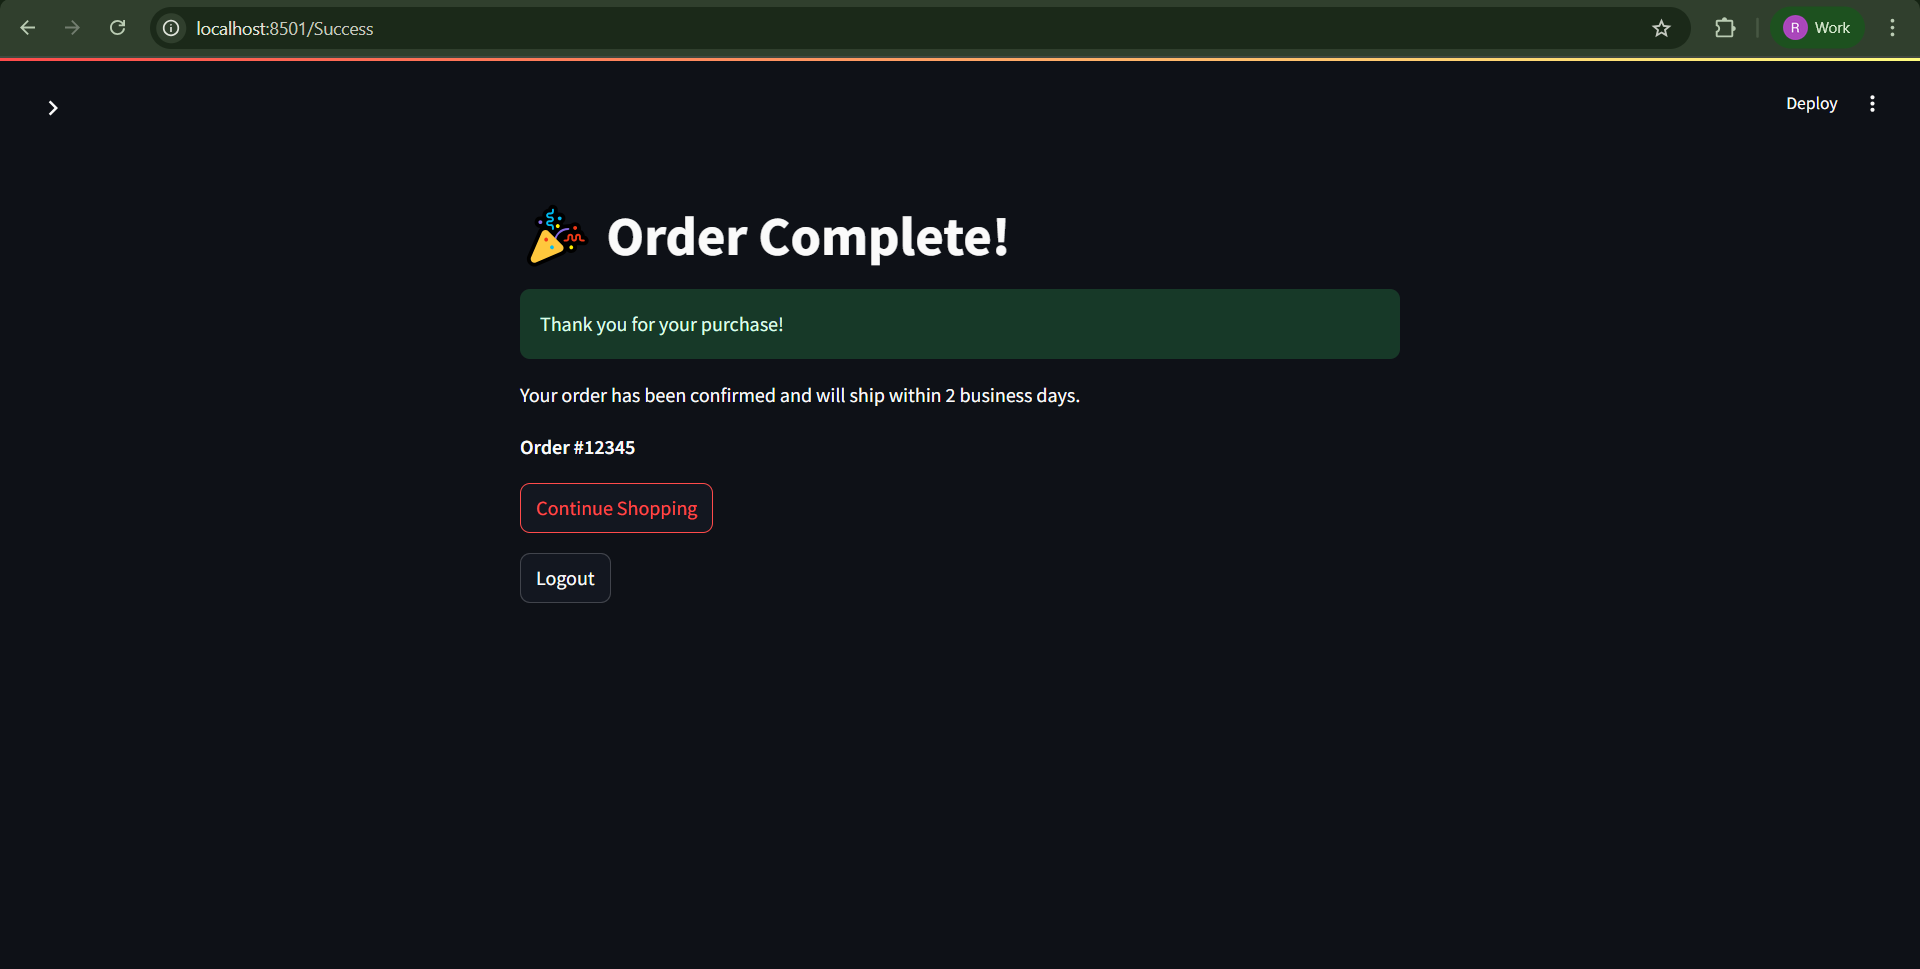 localhost:8501/Success
R Work
Deploy
🎉 Order Complete!
Thank you for your purchase!
Your order has been confirmed and will ship within 2 business days.
Order #12345
Continue Shopping
Logout